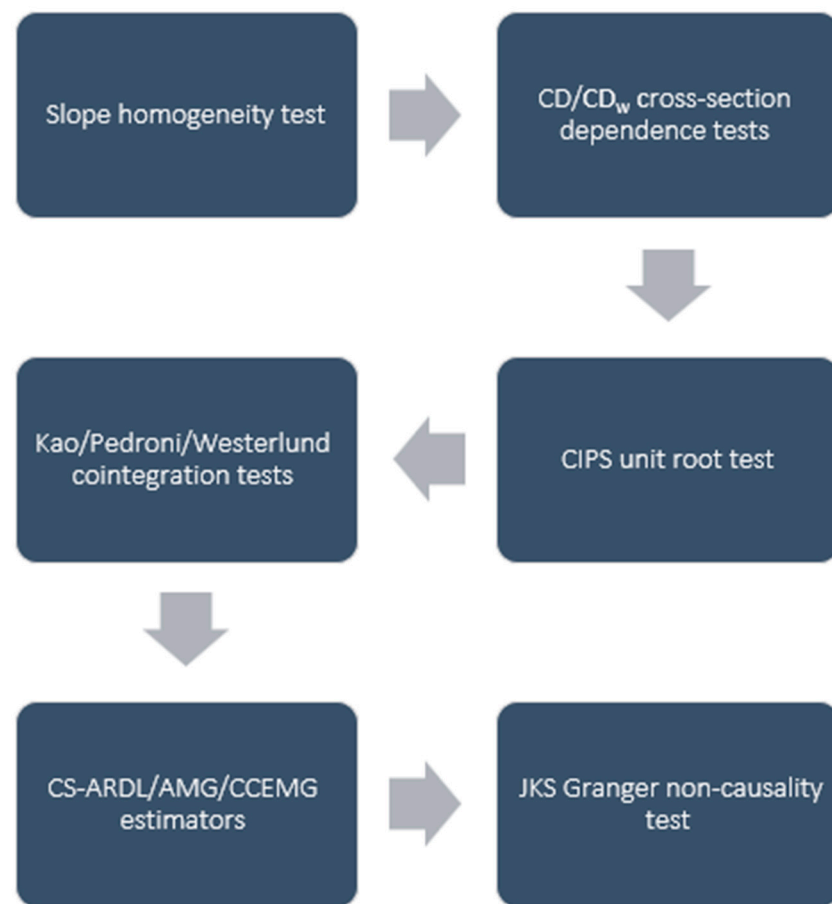 Slope homogeneity test
CD/CDw cross-section
dependence tests
CIPS unit root test
Kao/Pedroni/Westerlund
cointegration tests
CS-ARDL/AMG/CCEMG
estimators
JKS Granger non-causality
test